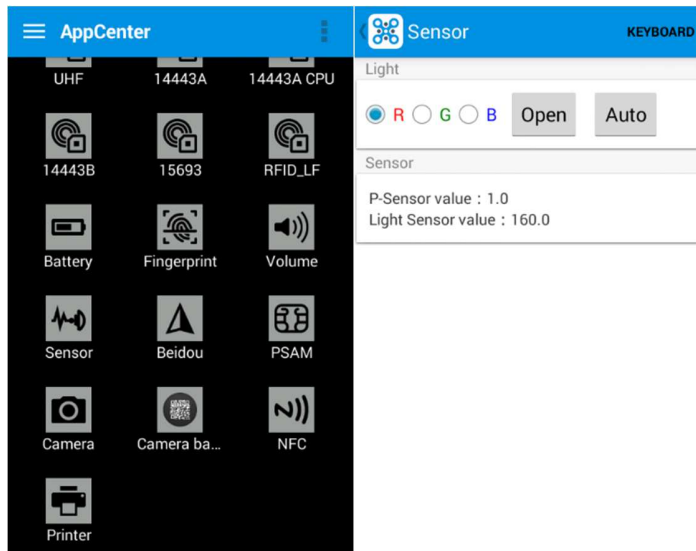 AppCenter
UHF
14443A
14443A CPU
14443B
15693
RFID_LF
Battery
Fingerprint
Volume
Sensor
Beidou
PSAM
Camera
Camera ba...
NFC
Printer
Sensor
KEYBOARD
Light
R G B Open Auto
Sensor
P-Sensor value : 1.0
Light Sensor value : 160.0